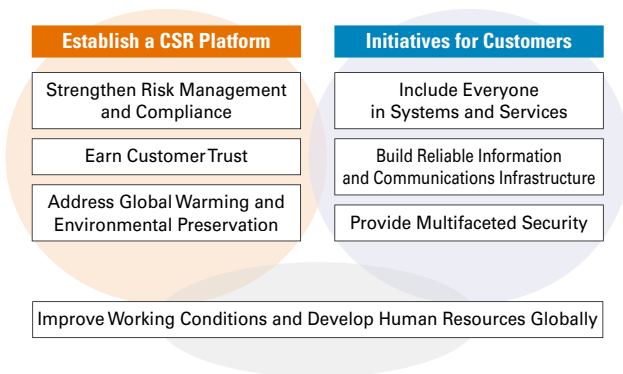 Establish a CSR Platform
Strengthen Risk Management
and Compliance
Earn Customer Trust
Address Global Warming and
Environmental Preservation
Initiatives for Customers
Include Everyone
in Systems and Services
Build Reliable Information
and Communications Infrastructure
Provide Multifaceted Security
Improve Working Conditions and Develop Human Resources Globally